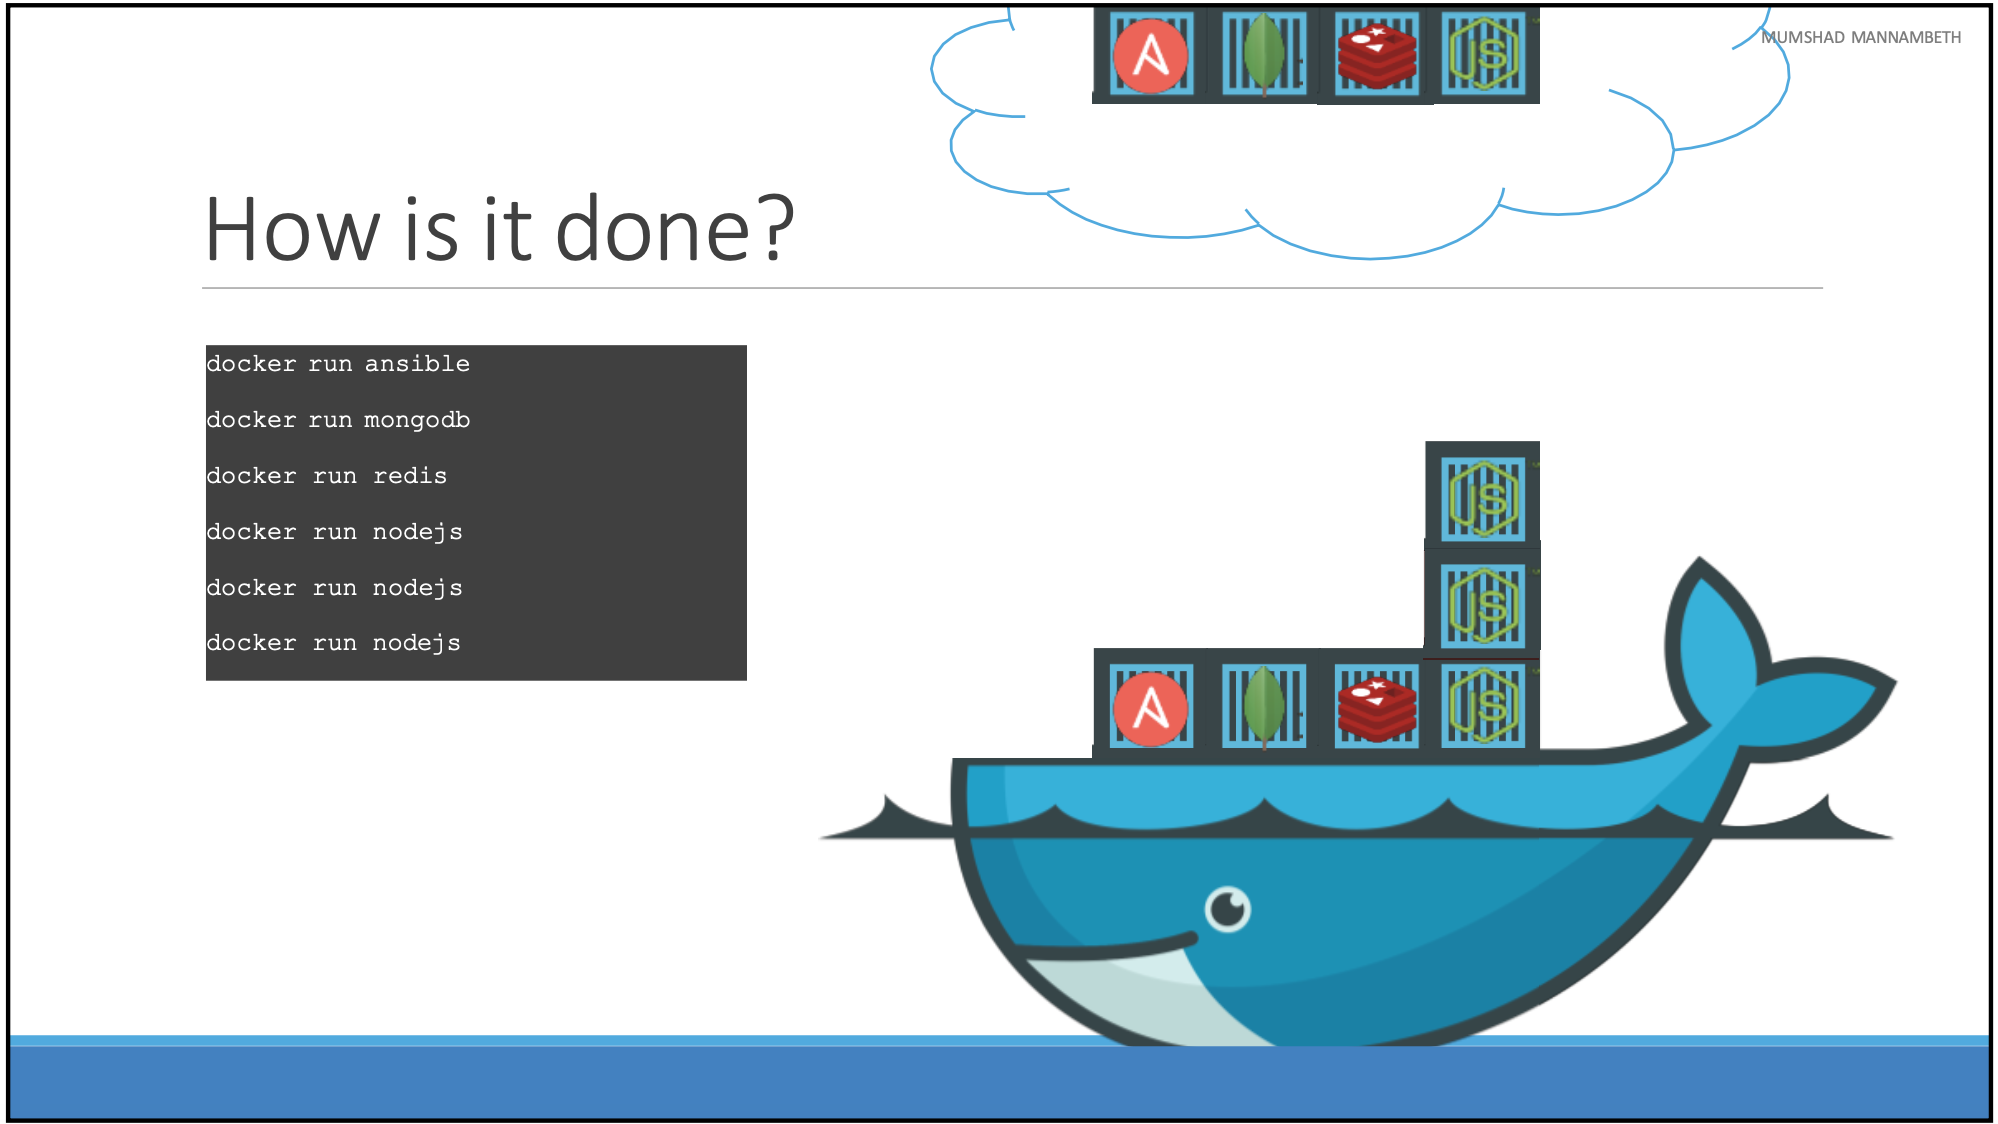 MUMSHAD MANNAMBETH
How is it done?
docker run ansible
docker run mongodb
docker run redis
docker run nodejs
docker run nodejs
docker run nodejs
JS
JS
JS
JS